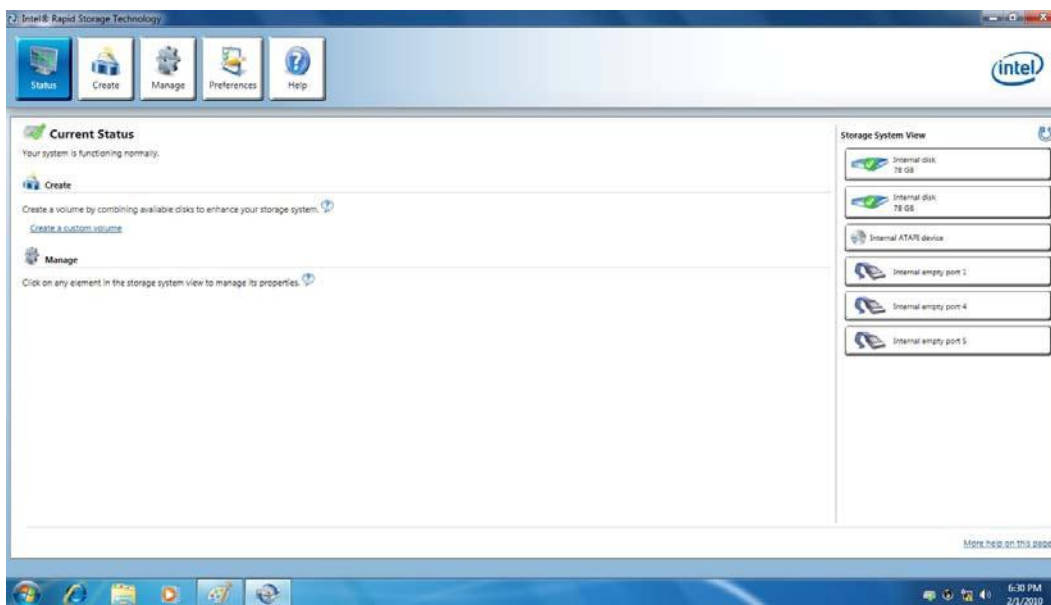 Intel® Rapid Storage Technology
Status
Create
Manage
Preferences
Help
intel
Current Status
Your system is functioning normally.
Create
Create a volume by combining available disks to enhance your storage system.
Create a custom volume
Manage
Click on any element in the storage system view to manage its properties.
Storage System View
Internal disk
78 GB
Internal disk
78 GB
Internal ATAPI device
Internal empty port 1
Internal empty port 4
Internal empty port 5
More help on this page
6:30 PM
2/1/2010